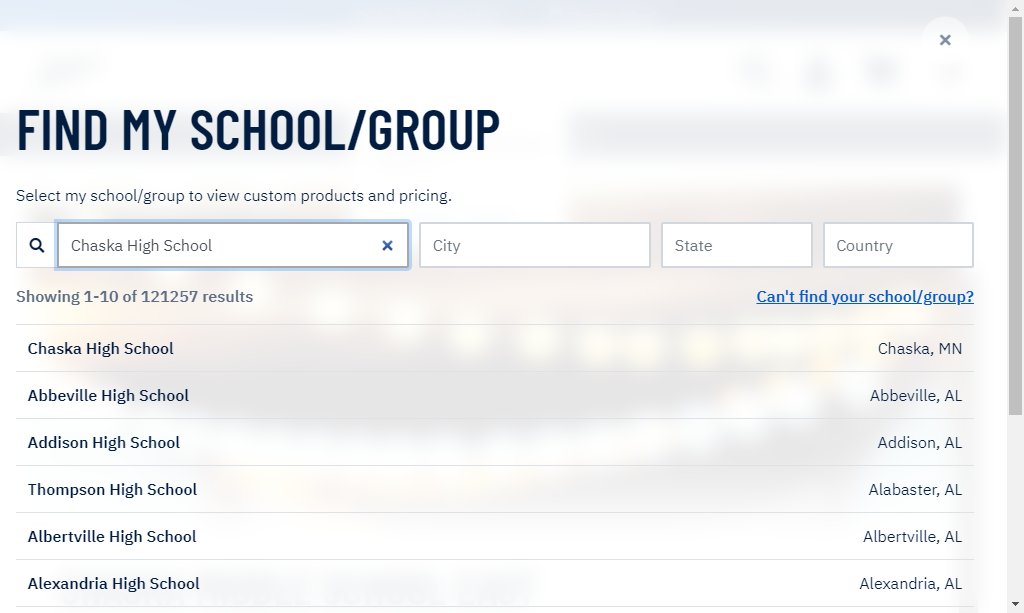 FIND MY SCHOOL/GROUP
Select my school/group to view custom products and pricing.
Chaska High School
City
State
Country
Showing 1-10 of 121257 results
Can't find your school/group?
Chaska High School
Chaska, MN
Abbeville High School
Abbeville, AL
Addison High School
Addison, AL
Thompson High School
Alabaster, AL
Albertville High School
Albertville, AL
Alexandria High School
Alexandria, AL